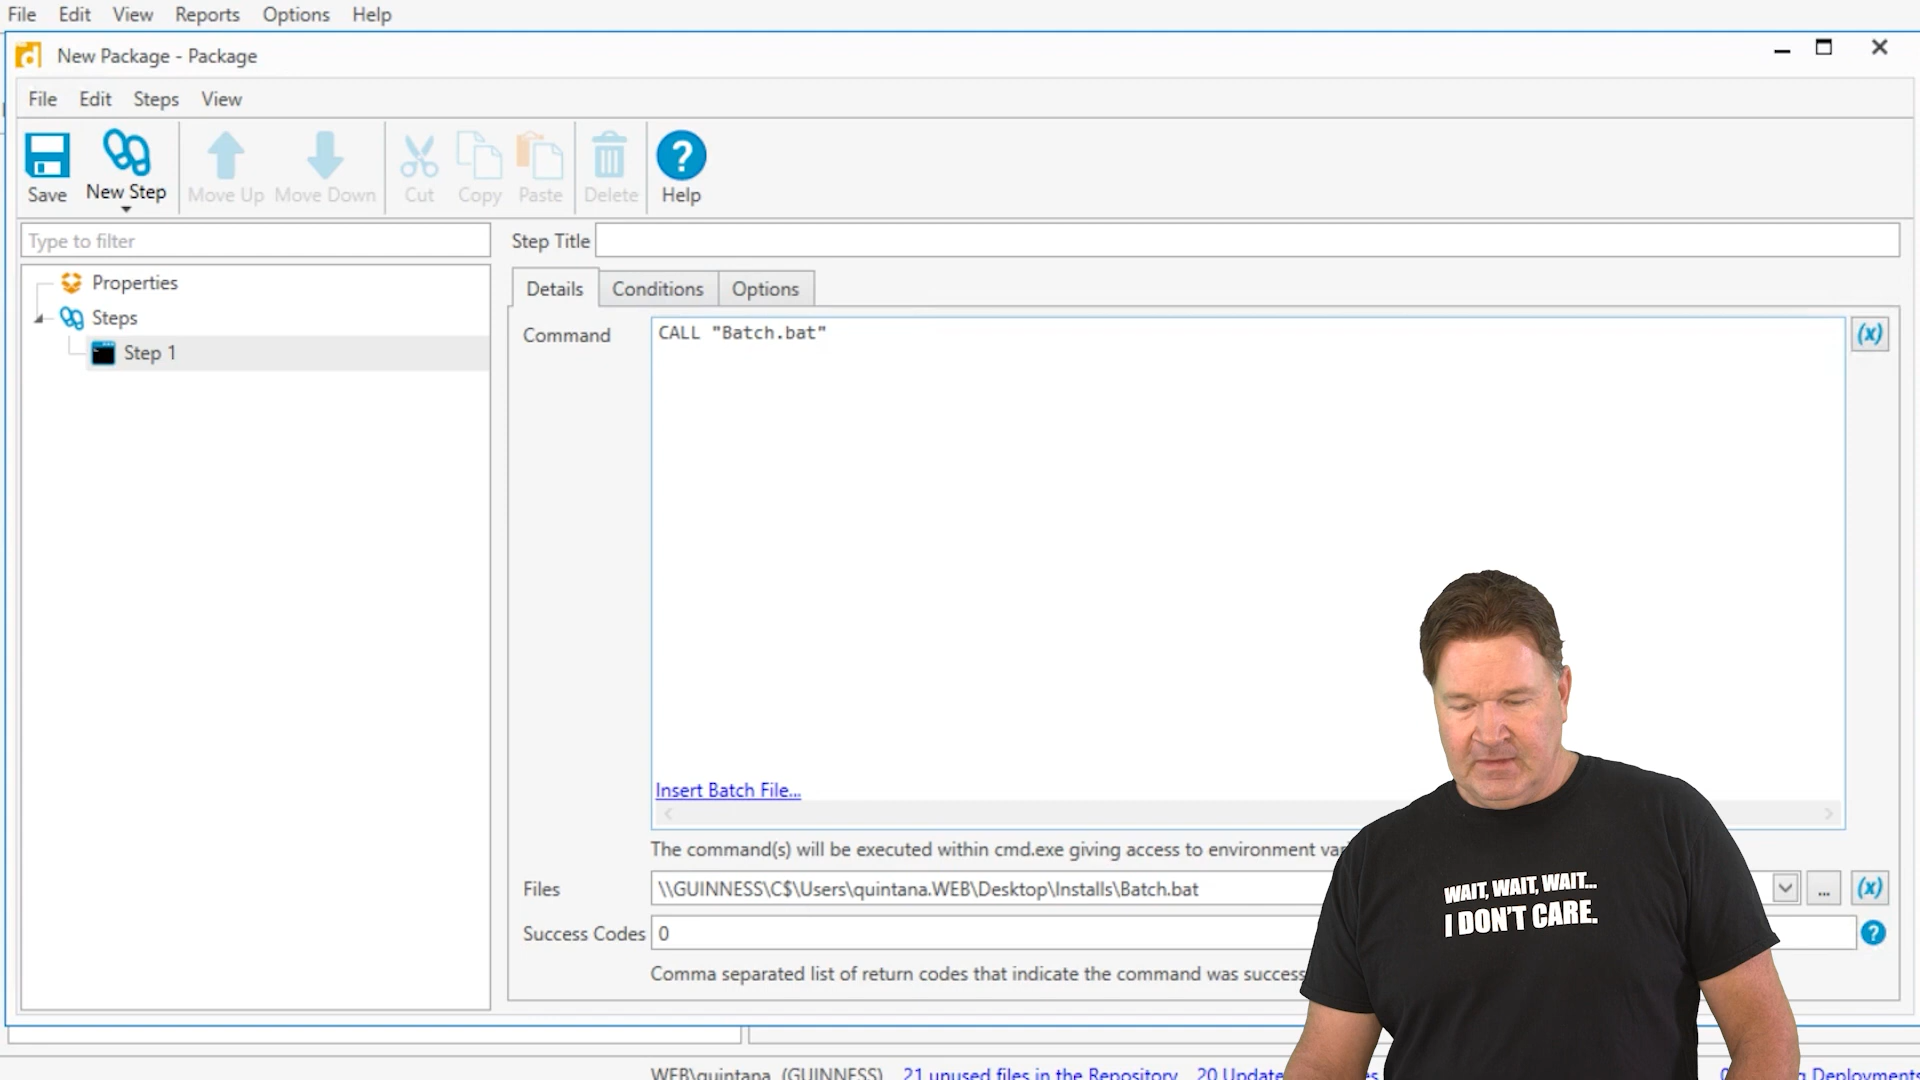 File Edit View Reports Options Help
New Package - Package
File Edit Steps View
Save New Step Move Up Move Down Cut Copy Paste Delete Help
Type to filter
Step Title
Properties
Steps
Step 1
Details Conditions Options
Command
CALL "Batch.bat"
(x)
Insert Batch File...
The command(s) will be executed within cmd.exe giving access to environment
Files
\\GUINNESS\C$\Users\quintana.WEB\Desktop\Installs\Batch.bat
... (x)
Success Codes 0
Comma separated list of return codes that indicate the command was
WAIT, WAIT, WAIT...
I DON'T CARE.
WEB\quintana (GUINNESS) 21 unused files in the Repository 20 Deployments